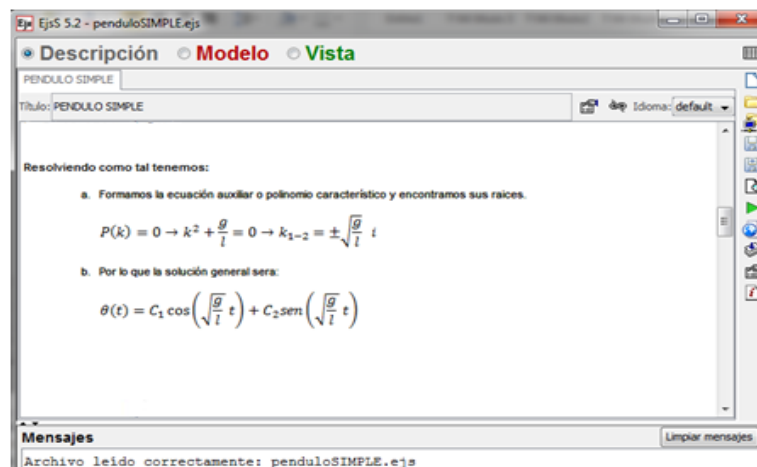 EjsS 5.2 - penduloSIMPLE.ejs
Descripción Modelo Vista
PENDULO SIMPLE
Título: PENDULO SIMPLE Idioma: default
Resolviendo como tal tenemos:
a. Formamos la ecuación auxiliar o polinomio característico y encontramos sus raices.
P(k) = 0 → k² + g/l = 0 → k₁₋₂ = ±√(g/l) i
b. Por lo que la solución general sera:
θ(t) = C₁ cos(√(g/l) t) + C₂sen(√(g/l) t)
Mensajes Limpiar mensajes
Archivo leído correctamente: penduloSIMPLE.ejs